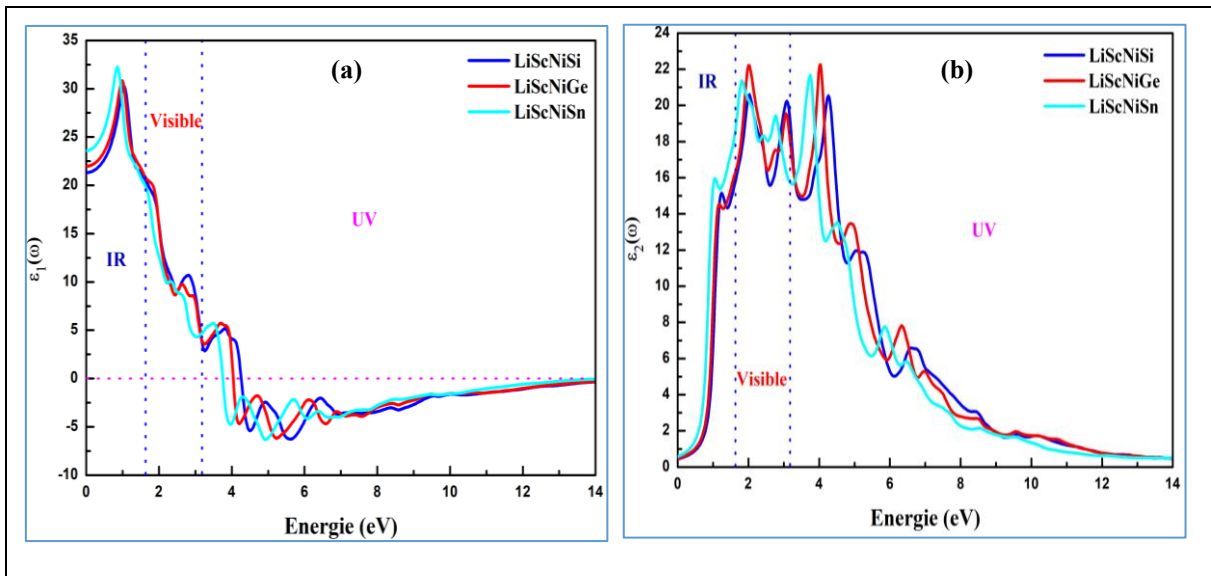 (a)
LiScNiSi
LiScNiGe
LiScNiSn
Visible
IR
UV
ε₁(ω)
35
30
25
20
15
10
5
0
-5
-10
0 2 4 6 8 10 12 14
Energie (eV)
(b)
LiScNiSi
LiScNiGe
LiScNiSn
IR
UV
Visible
ε₂(ω)
24
22
20
18
16
14
12
10
8
6
4
2
0
0 2 4 6 8 10 12 14
Energie (eV)